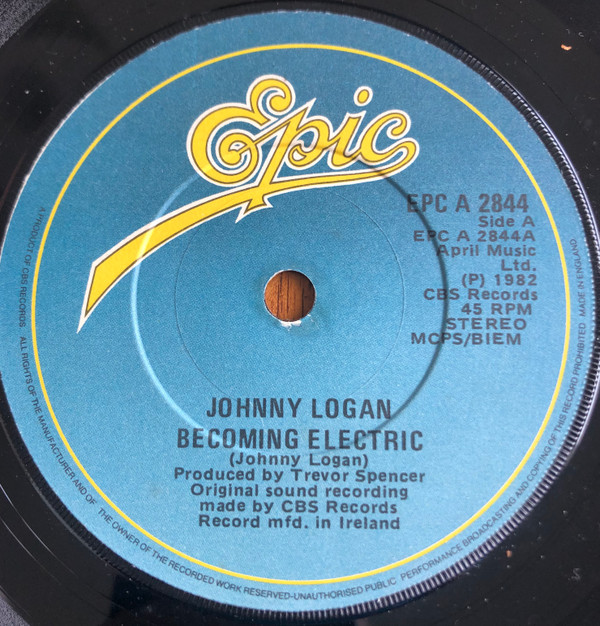 Epic
EPC A 2844
Side A
EPC A 2844A
April Music
Ltd.
(P) 1982
CBS Records
45 RPM
STEREO
MCPS/BIEM
JOHNNY LOGAN
BECOMING ELECTRIC
(Johnny Logan)
Produced by Trevor Spencer
Original sound recording
made by CBS Records
Record mfd. in Ireland
A PRODUCT OF CBS RECORDS ALL RIGHTS OF THE MANUFACTURER AND OF THE OWNER OF THE RECORDED WORK RESERVED-UNAUTHORISED PUBLIC PERFORMANCE BROADCASTING AND COPYING OF THIS RECORD PROHIBITED MADE IN ENGLAND